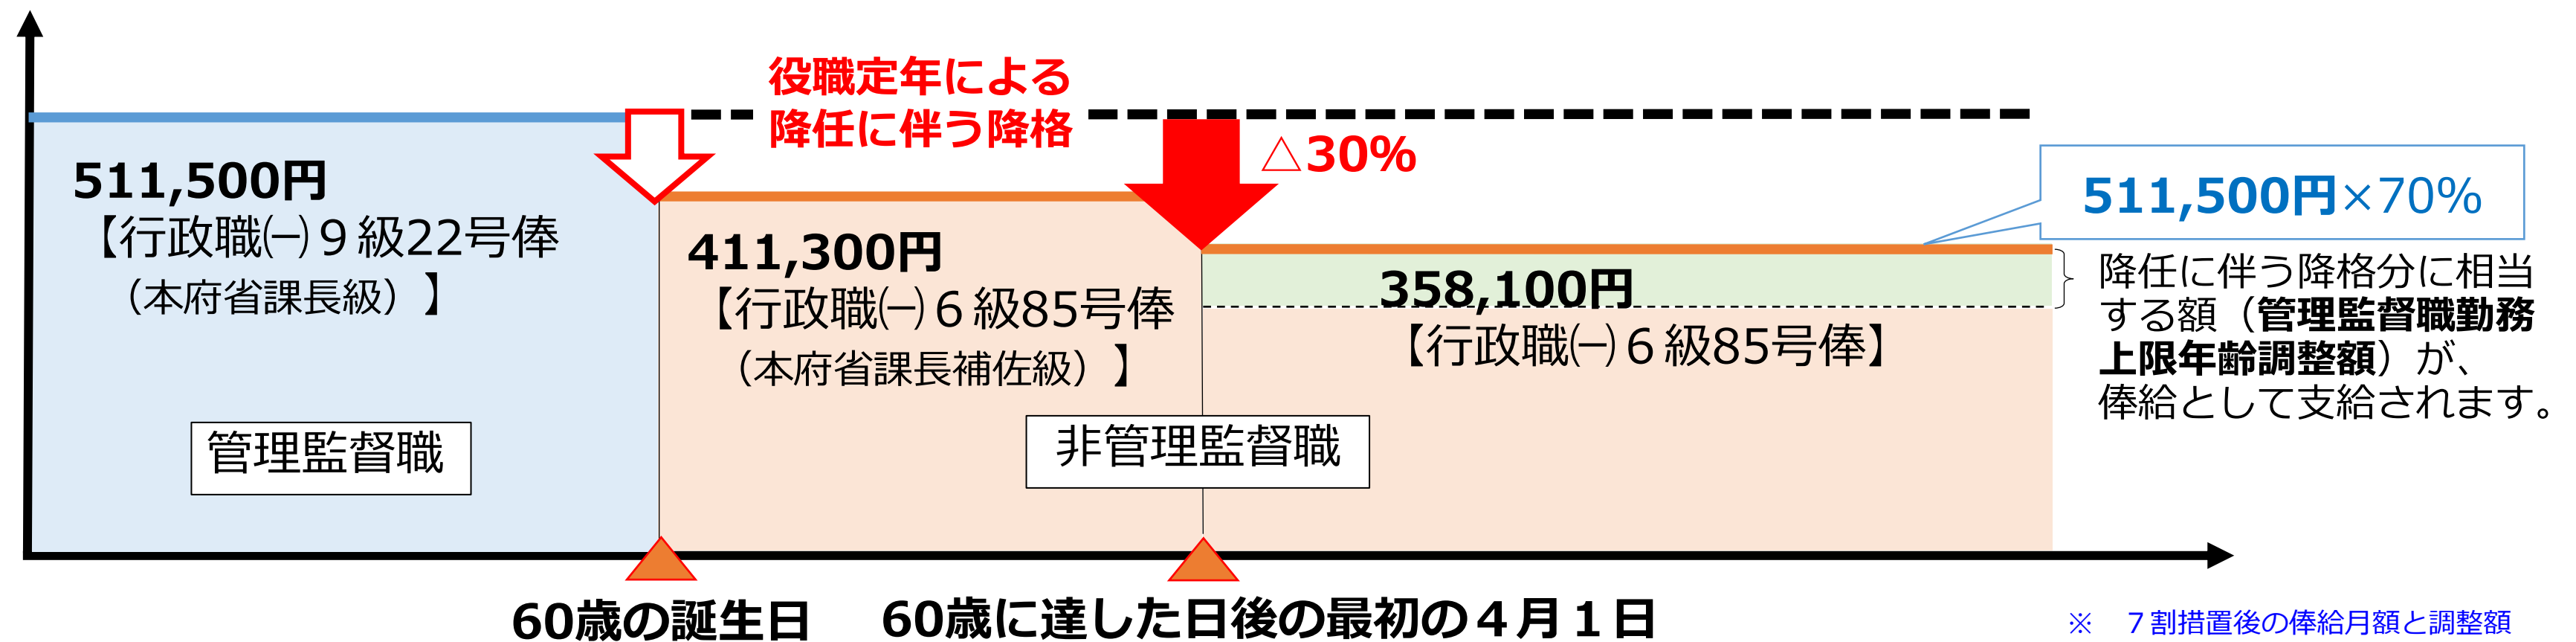 役職定年による
降任に伴う降格
△30%
511,500円
【行政職㈠９級22号俸
（本府省課長級）】
411,300円
【行政職㈠６級85号俸
（本府省課長補佐級）】
358,100円
【行政職㈠６級85号俸】
511,500円×70%
降任に伴う降格分に相当
する額（管理監督職勤務
上限年齢調整額）が、
俸給として支給されます。
管理監督職
非管理監督職
60歳の誕生日
60歳に達した日後の最初の４月１日
※　７割措置後の俸給月額と調整額